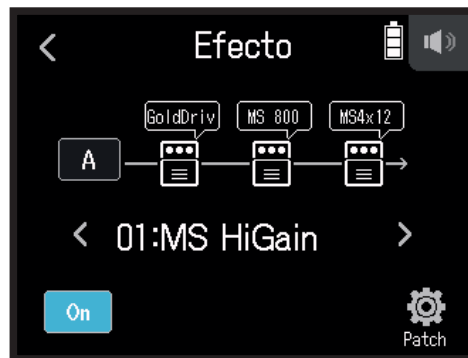 Efecto
GoldDriv MS 800 MS4x12
A
01:MS HiGain
On
Patch